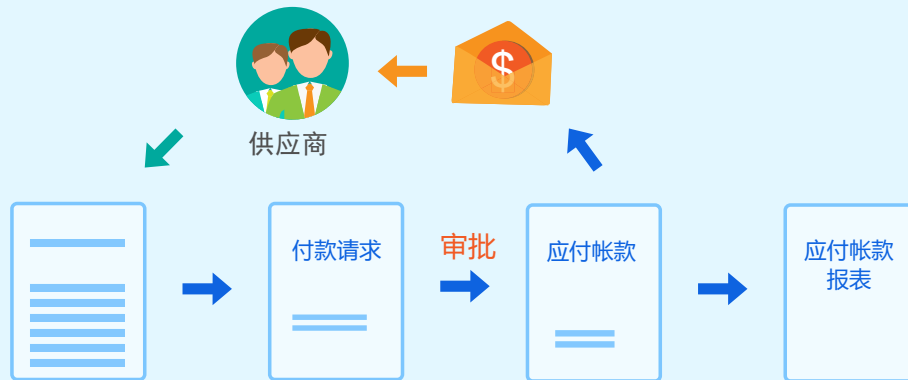 供应商
付款请求
审批
应付帐款
应付帐款
报表